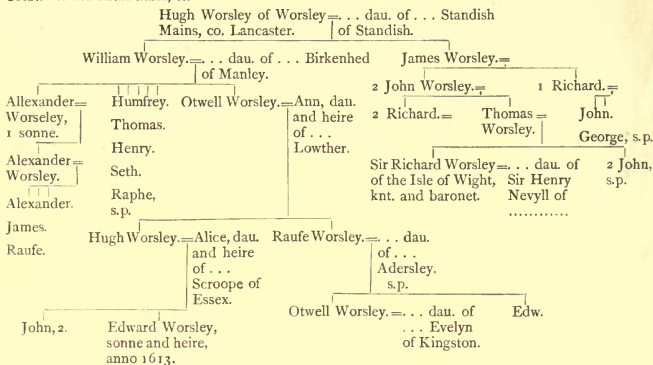 Hugh Worsley of Worsley=. . . dau. of . . . Standish
Mains, co. Lancaster. of Standish.
William Worsley.=. . . dau. of . . . Birkenhed James Worsley.=
of Manley.
2 John Worsley.= 1 Richard.=
Allexander= Humfrey. Otwell Worsley.=Ann, dau.
Worseley, and heire
1 sonne. Thomas. of . . .
Henry. Lowther.
Alexander= Seth.
Worsley. Raphe,
s.p.
Alexander.
James.
Raufe.
2 Richard.= Thomas = John.
Worsley. George, s.p.
Sir Richard Worsley=. . . dau. of 2 John,
of the Isle of Wight, Sir Henry s.p.
knt. and baronet. Nevyll of
............
Hugh Worsley.=Alice, dau. Raufe Worsley.=. . . dau.
and heire of . . .
of . . . Adersley.
Scroope of s.p.
Essex.
Otwell Worsley.=. . . dau. of Edw.
. . . Evelyn
of Kingston.
John, 2. Edward Worsley,
sonne and heire,
anno 1613.